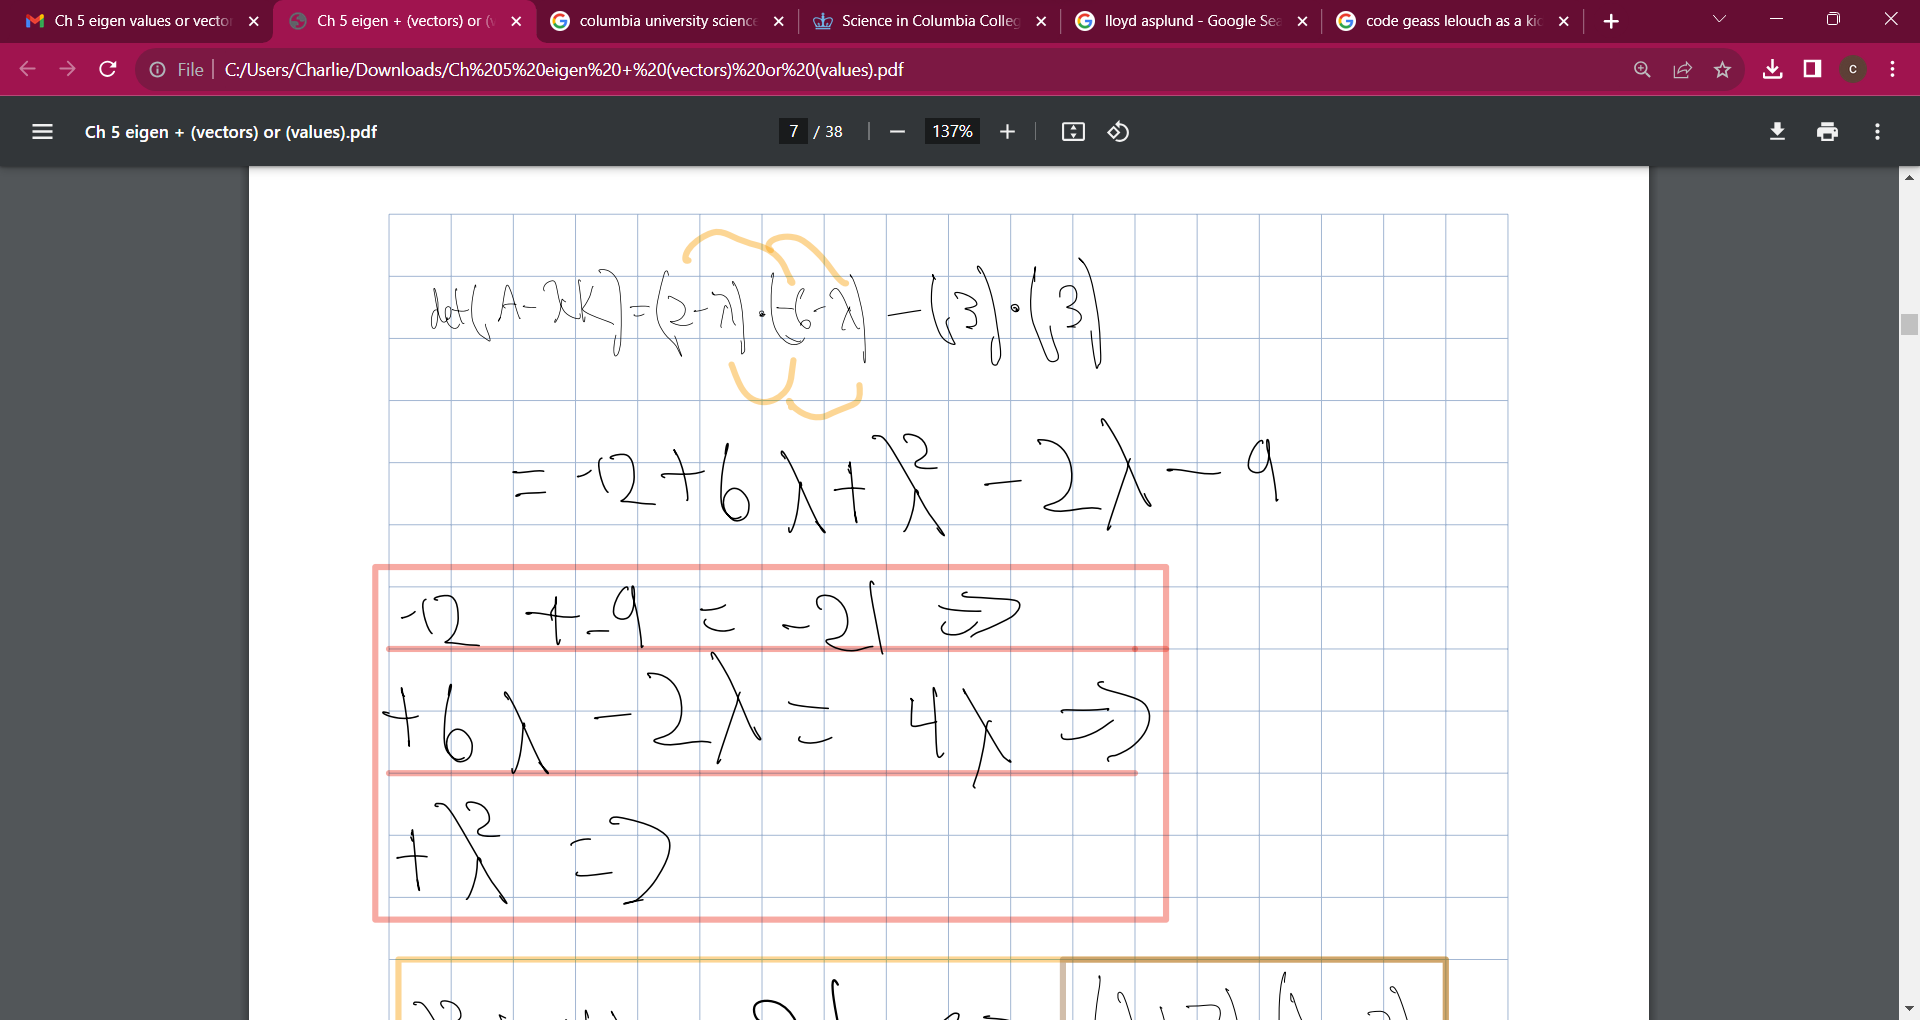 Ch 5 eigen values or vector
Ch 5 eigen + (vectors) or (v
columbia university science
Science in Columbia Colleg
lloyd asplund - Google Sea
code geass lelouch as a kid
File
C:/Users/Charlie/Downloads/Ch%205%20eigen%20+%20(vectors)%20or%20(values).pdf
c
Ch 5 eigen + (vectors) or (values).pdf
7 / 38
137%
det(A-λK)=(2-λ)·(-6-λ)-(3)·(3)
= -12+6λ+λ² -2λ-9
-12 +-9 = -21 ⇒
+6λ -2λ = 4λ ⇒
+λ² ⇒